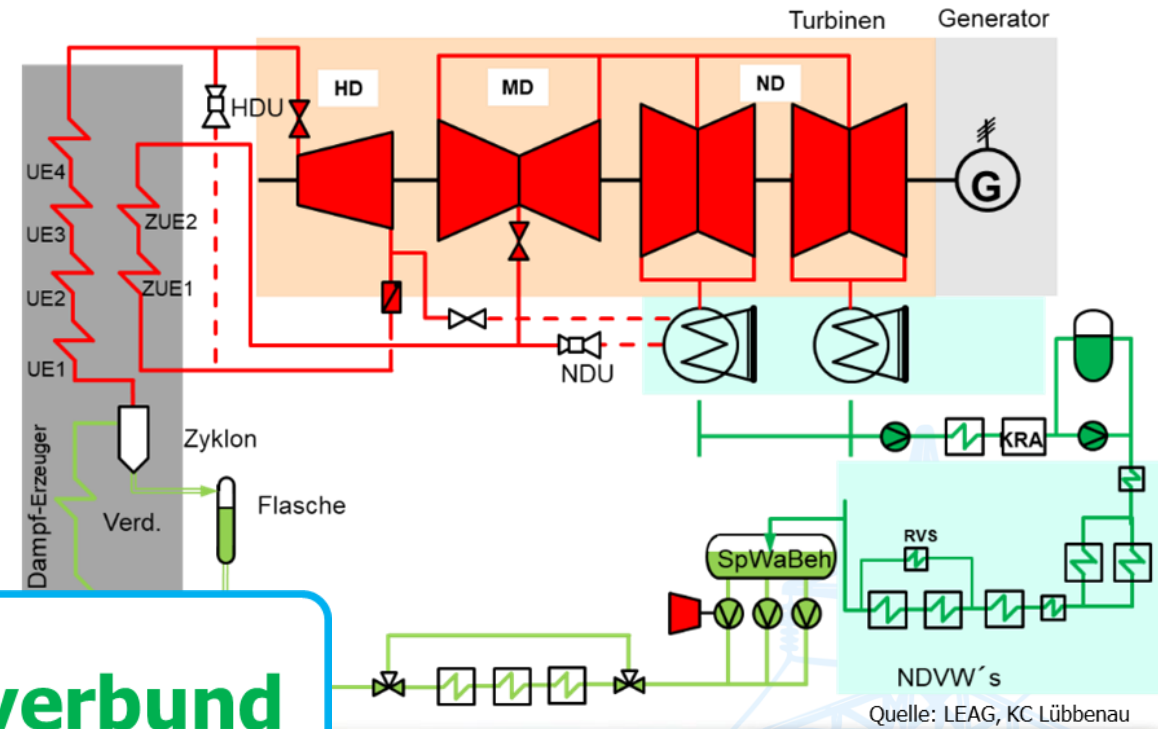 Turbinen
Generator
HD
MD
ND
HDU
UE4
ZUE2
UE3
ZUE1
UE2
UE1
G
NDU
Zyklon
KRA
Dampf-Erzeuger
Verd.
Flasche
RVS
SpWaBeh
NDVW´s
verbund
Quelle: LEAG, KC Lübbenau